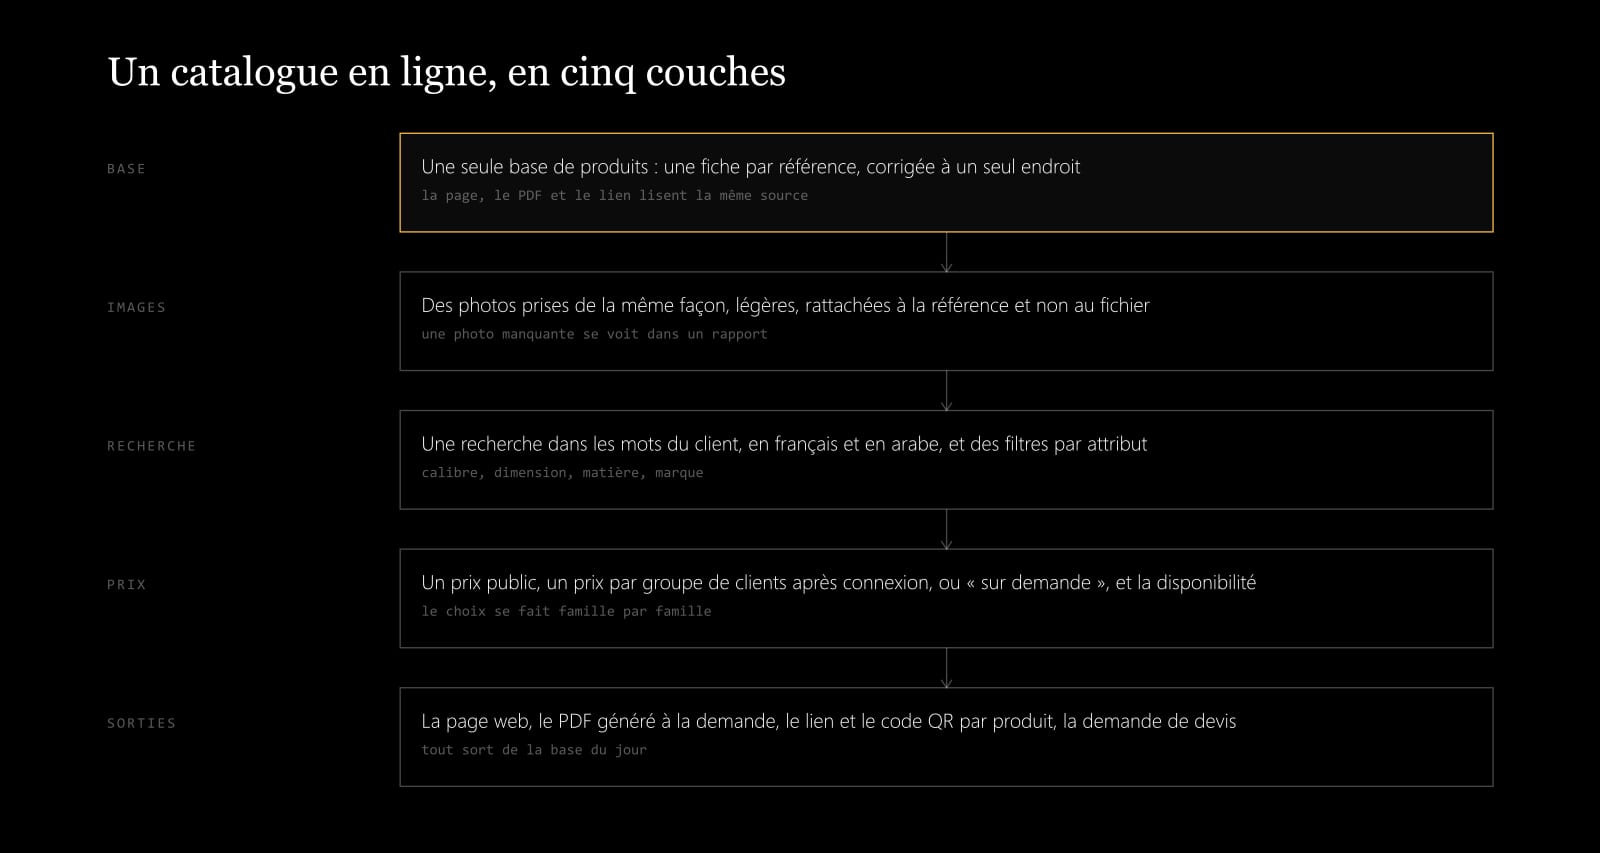 Un catalogue en ligne, en cinq couches
BASE
Une seule base de produits : une fiche par référence, corrigée à un seul endroit
la page, le PDF et le lien lisent la même source
IMAGES
Des photos prises de la même façon, légères, rattachées à la référence et non au fichier
une photo manquante se voit dans un rapport
RECHERCHE
Une recherche dans les mots du client, en français et en arabe, et des filtres par attribut
calibre, dimension, matière, marque
PRIX
Un prix public, un prix par groupe de clients après connexion, ou « sur demande », et la disponibilité
le choix se fait famille par famille
SORTIES
La page web, le PDF généré à la demande, le lien et le code QR par produit, la demande de devis
tout sort de la base du jour